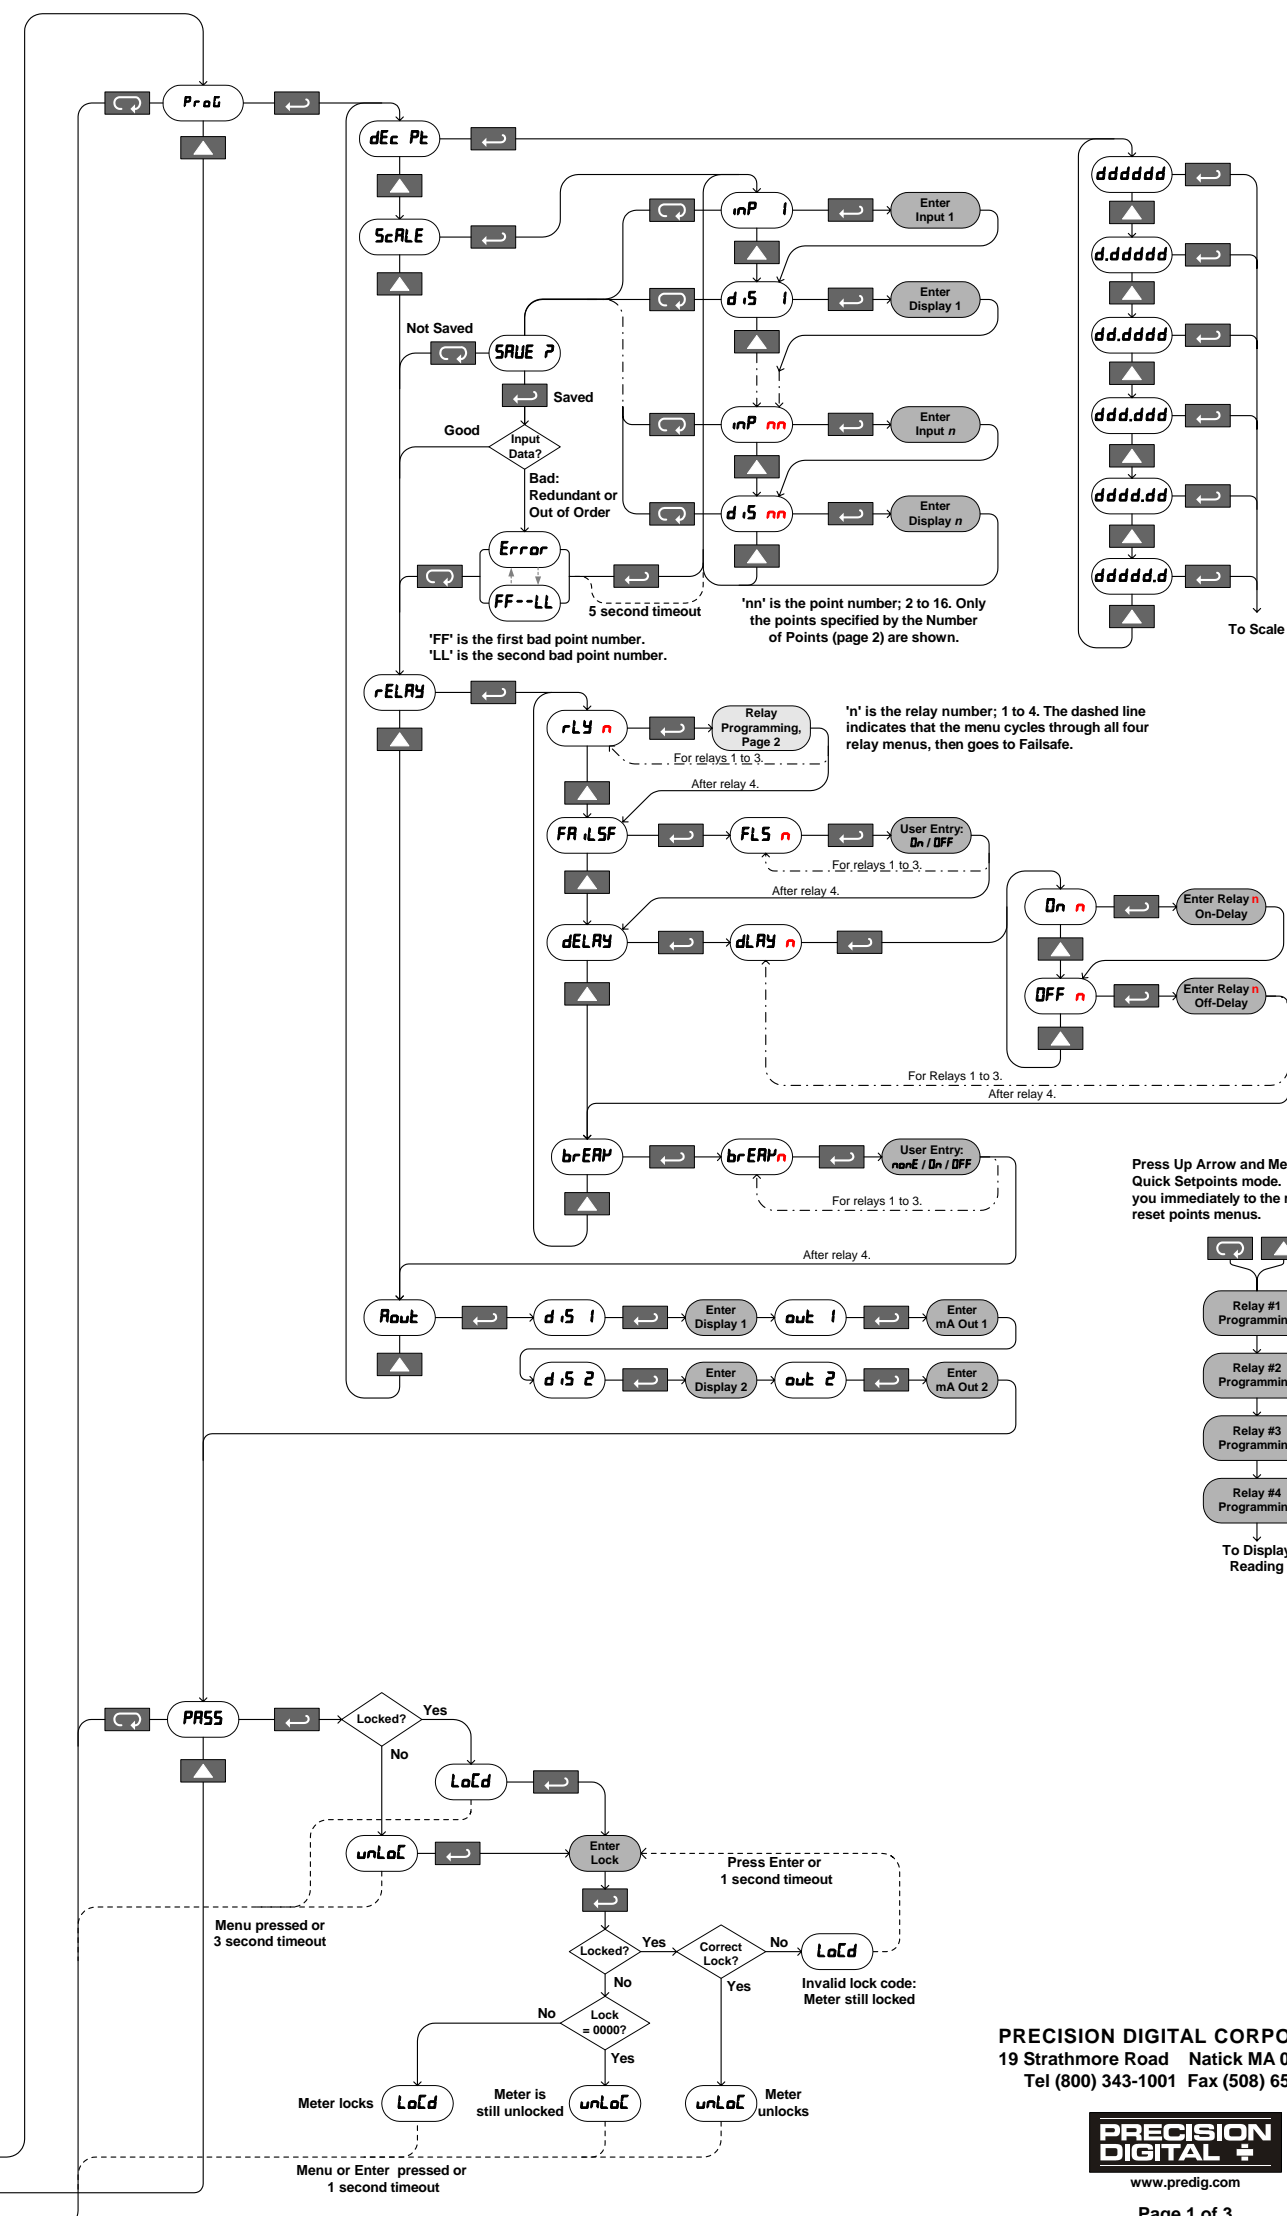 ProG
dEc Pt
dddddd
inP 1
Enter
Input 1
ScALE
d.ddddd
diS 1
Enter
Display 1
Not Saved
SAVE ?
dd.dddd
Saved
inP nn
Enter
Input n
ddd.ddd
Good
Input
Data?
Bad:
Redundant or
Out of Order
diS nn
Enter
Display n
dddd.dd
Error
ddddd.d
FF--LL
5 second timeout
'nn' is the point number; 2 to 16. Only
the points specified by the Number
of Points (page 2) are shown.
To Scale
'FF' is the first bad point number.
'LL' is the second bad point number.
rELAY
rLY n
Relay
Programming,
Page 2
'n' is the relay number; 1 to 4. The dashed line
indicates that the menu cycles through all four
relay menus, then goes to Failsafe.
For relays 1 to 3.
After relay 4.
FAiLSF
FLS n
User Entry:
On / OFF
For relays 1 to 3.
After relay 4.
On n
Enter Relay n
On-Delay
dELAY
dLAY n
OFF n
Enter Relay n
Off-Delay
For Relays 1 to 3.
After relay 4.
brEAK
brEAKn
User Entry:
nonE / On / OFF
For relays 1 to 3.
After relay 4.
Press Up Arrow and Me
Quick Setpoints mode.
you immediately to the
reset points menus.
Aout
diS 1
Enter
Display 1
out 1
Enter
mA Out 1
diS 2
Enter
Display 2
out 2
Enter
mA Out 2
Relay #1
Programmin
Relay #2
Programmin
Relay #3
Programmin
Relay #4
Programmin
To Display
Reading
PASS
Locked?
Yes
No
LoCd
unLoC
Enter
Lock
Press Enter or
1 second timeout
Menu pressed or
3 second timeout
Locked?
Yes
Correct
Lock?
No
LoCd
No
Yes
Invalid lock code:
Meter still locked
No
Lock
= 0000?
Yes
Meter locks
LoCd
Meter is
still unlocked
unLoC
unLoC
Meter
unlocks
Menu or Enter pressed or
1 second timeout
PRECISION DIGITAL CORPO
19 Strathmore Road Natick MA 0
Tel (800) 343-1001 Fax (508) 65
PRECISION
DIGITAL
www.predig.com
Page 1 of 3